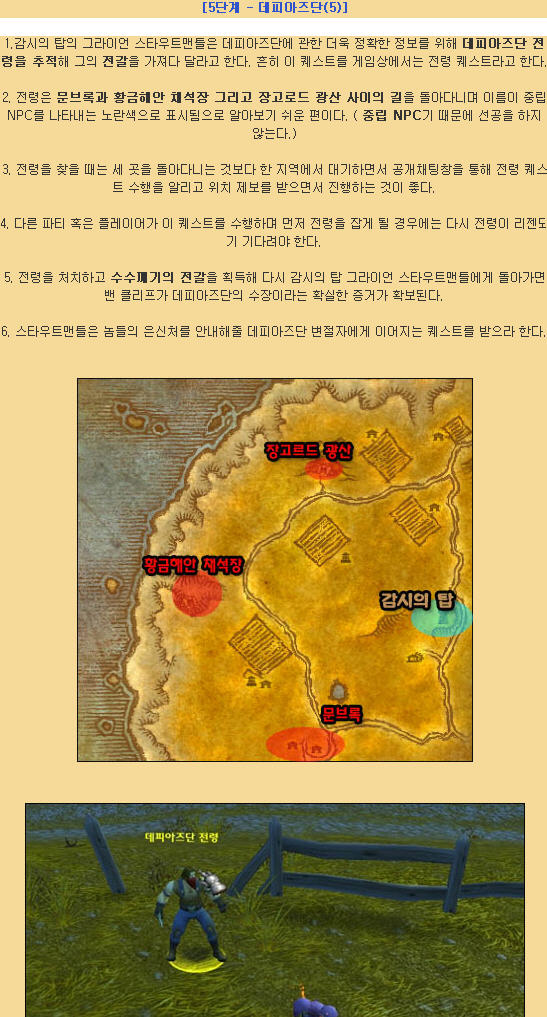 [5단계 - 데피아즈단(5)]
1.감시의 탑의 그라이언 스타우트맨틀은 데피아즈단에 관한 더욱 정확한 정보를 위해 데피아즈단 전
령을 추적해 그의 전갈을 가져다 달라고 한다. 흔히 이 퀘스트를 게임상에서는 전령 퀘스트라고 한다.
2. 전령은 문브룩과 황금해안 채석장 그리고 장고로드 광산 사이의 길을 돌아다니며 이름이 중립
NPC를 나타내는 노란색으로 표시됨으로 알아보기 쉬운 편이다. ( 중립 NPC기 때문에 선공을 하지
않는다.)
3. 전령을 찾을 때는 세 곳을 돌아다니는 것보다 한 지역에서 대기하면서 공개채팅창을 통해 전령 퀘스
트 수행을 알리고 위치 제보를 받으면서 진행하는 것이 좋다.
4. 다른 파티 혹은 플레이어가 이 퀘스트를 수행하며 먼저 전령을 잡게 될 경우에는 다시 전령이 리젠되
기 기다려야 한다.
5. 전령을 처치하고 수수께끼의 전갈을 획득해 다시 감시의 탑 그라이언 스타우트맨틀에게 돌아가면
밴 클리프가 데피아즈단의 수장이라는 확실한 증거가 확보된다.
6. 스타우트맨틀은 놈들의 은신처를 안내해줄 데피아즈단 변절자에게 이어지는 퀘스트를 받으라 한다.
장고르드 광산
황금해안 채석장
감시의 탑
문브룩
데피아즈단 전령